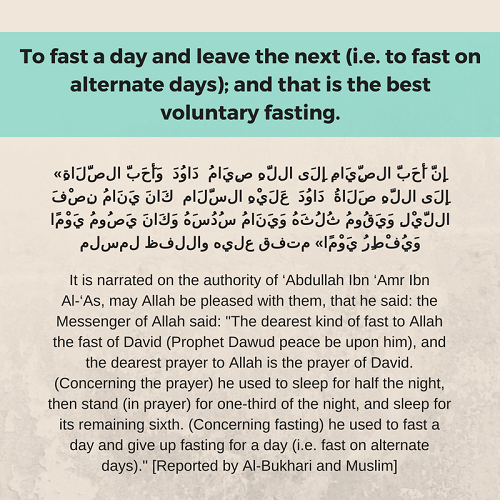 To fast a day and leave the next (i.e. to fast on
alternate days); and that is the best
voluntary fasting.
«إِنَّ أَحَبَّ الصِّيَامِ إِلَى اللَّهِ صِيَامُ دَاوُدَ وَأَحَبَّ الصَّلَاةِ
إِلَى اللَّهِ صَلَاةُ دَاوُدَ عَلَيْهِ السَّلَام كَانَ يَنَامُ نِصْفَ
اللَّيْلِ وَيَقُومُ ثُلُثَهُ وَيَنَامُ سُدُسَهُ وَكَانَ يَصُومُ يَوْمًا
وَيُفْطِرُ يَوْمًا» متفق عليه واللفظ لمسلم
It is narrated on the authority of ‘Abdullah Ibn ‘Amr Ibn
Al-‘As, may Allah be pleased with them, that he said: the
Messenger of Allah said: "The dearest kind of fast to Allah
the fast of David (Prophet Dawud peace be upon him), and
the dearest prayer to Allah is the prayer of David.
(Concerning the prayer) he used to sleep for half the night,
then stand (in prayer) for one-third of the night, and sleep for
its remaining sixth. (Concerning fasting) he used to fast a
day and give up fasting for a day (i.e. fast on alternate
days)." [Reported by Al-Bukhari and Muslim]